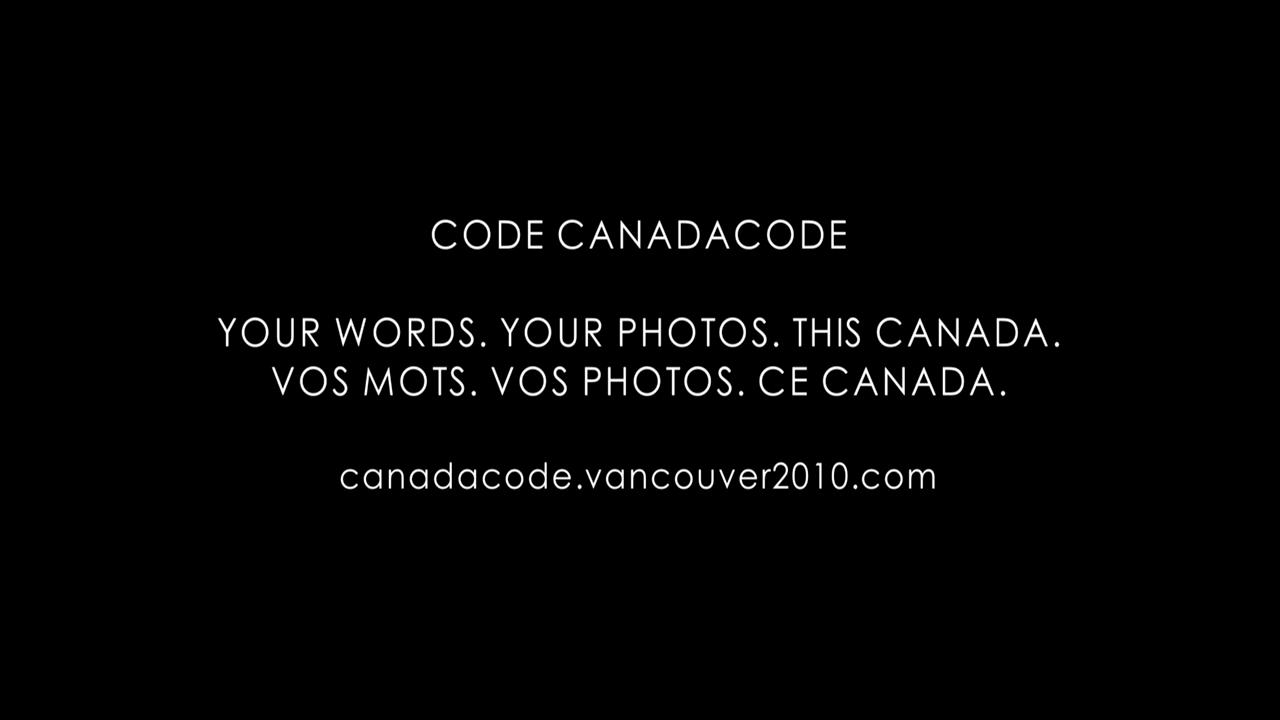 CODE CANADACODE
YOUR WORDS. YOUR PHOTOS. THIS CANADA.
VOS MOTS. VOS PHOTOS. CE CANADA.
canadacode.vancouver2010.com